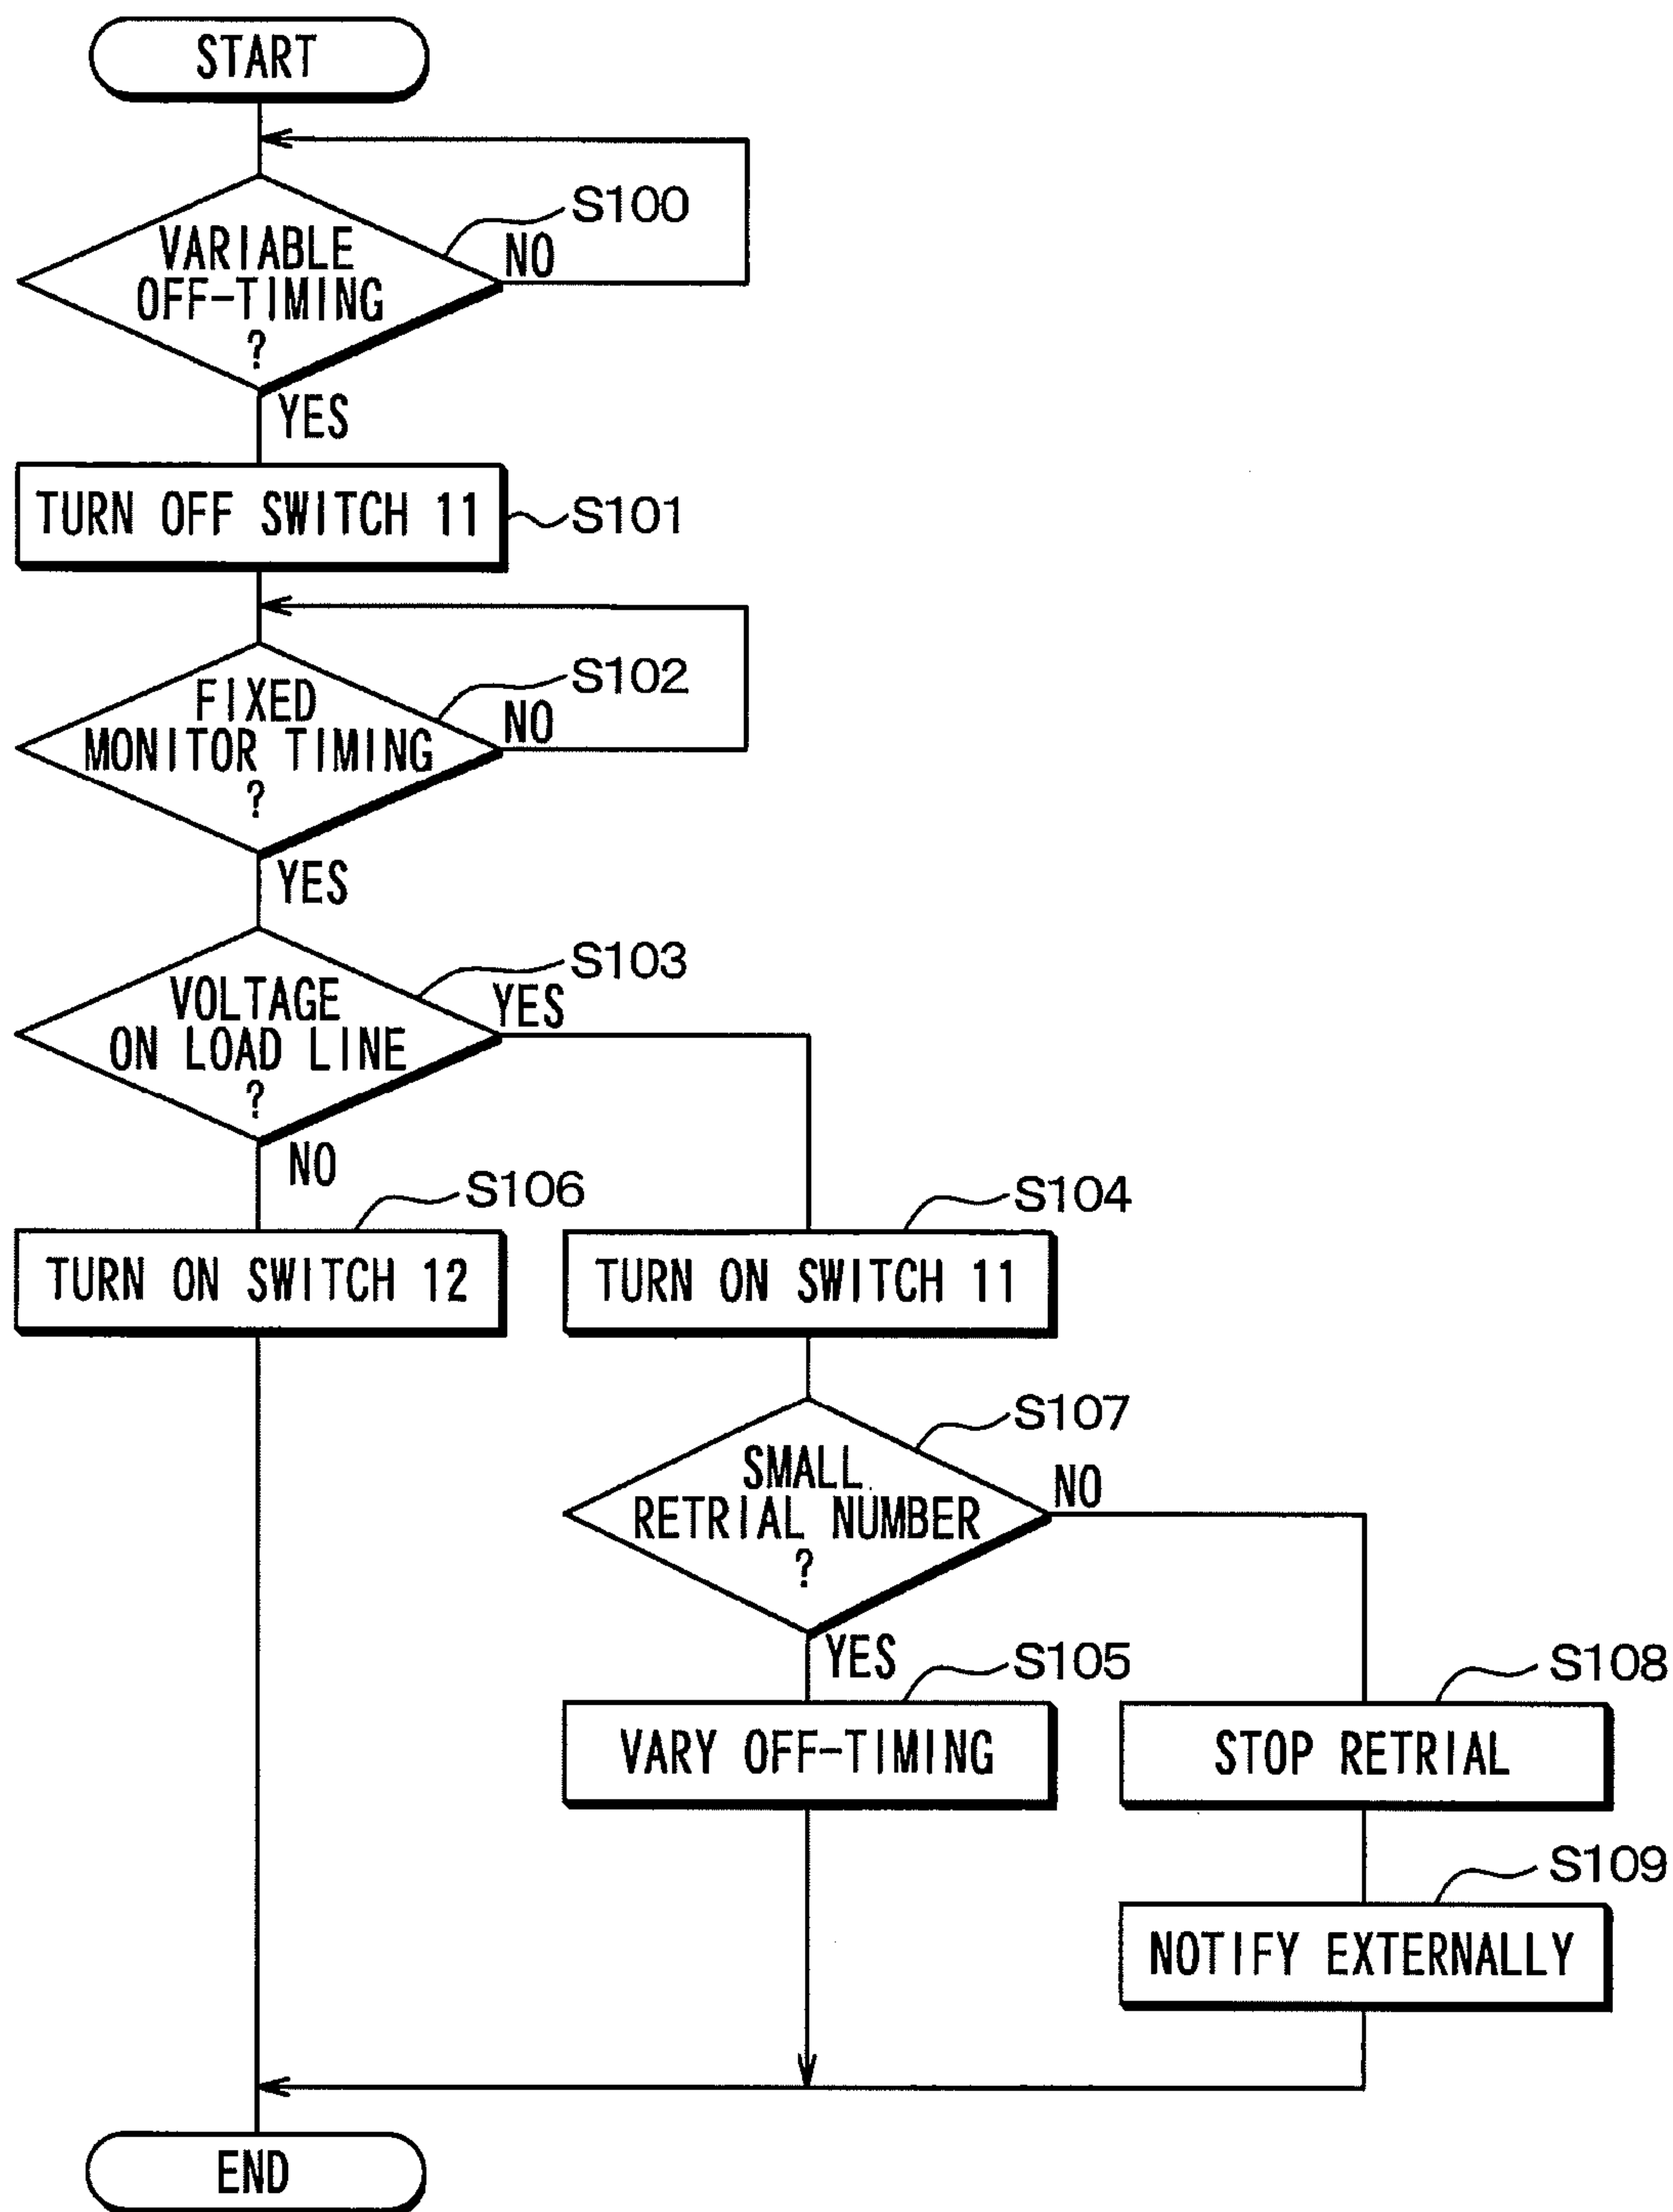 START
S100
VARIABLE
OFF-TIMING
?
NO
YES
TURN OFF SWITCH 11
S101
S102
FIXED
MONITOR TIMING
?
NO
YES
S103
VOLTAGE
ON LOAD LINE
?
YES
NO
S106
S104
TURN ON SWITCH 12
TURN ON SWITCH 11
S107
SMALL
RETRIAL NUMBER
?
NO
YES
S105
S108
VARY OFF-TIMING
STOP RETRIAL
S109
NOTIFY EXTERNALLY
END